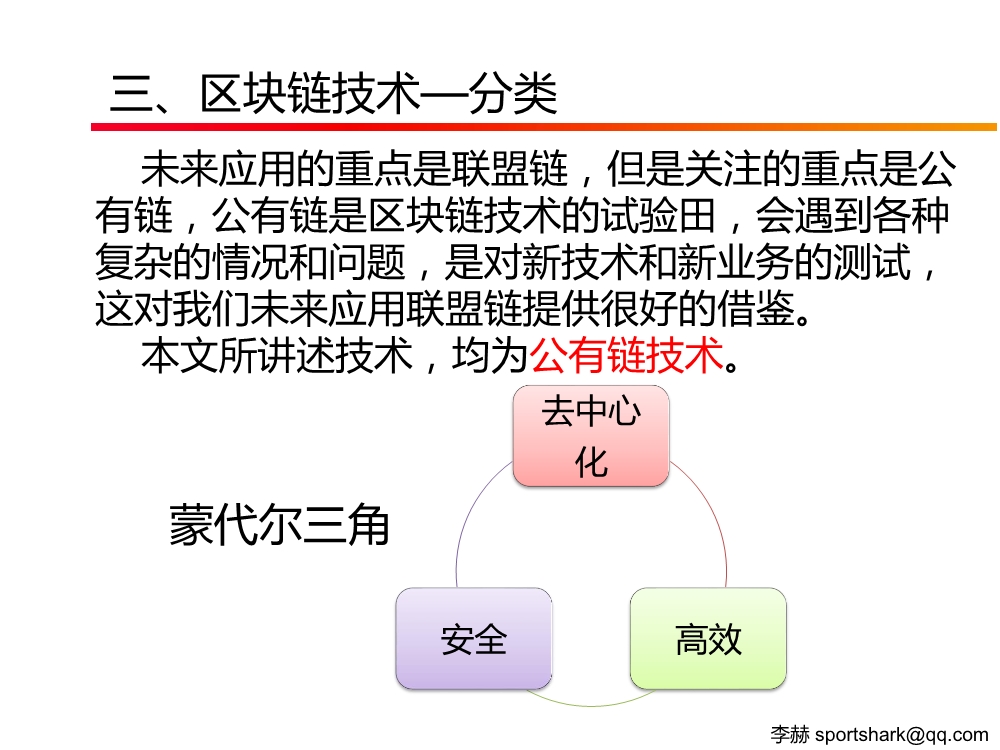 三、区块链技术—分类
未来应用的重点是联盟链，但是关注的重点是公
有链，公有链是区块链技术的试验田，会遇到各种
复杂的情况和问题，是对新技术和新业务的测试，
这对我们未来应用联盟链提供很好的借鉴。
本文所讲述技术，均为公有链技术。
去中心
化
蒙代尔三角
安全
高效
李赫 sportshark@qq.com